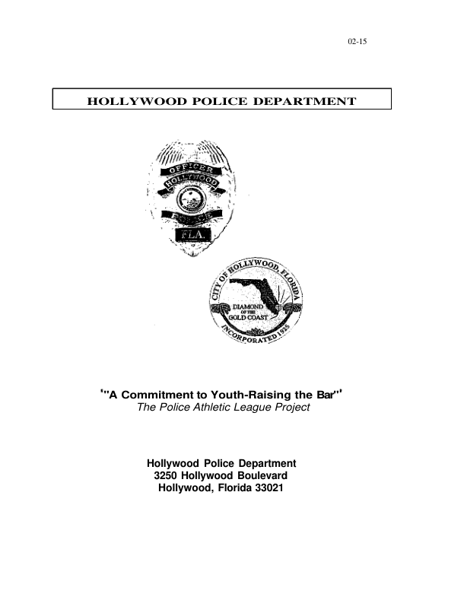 02-15
HOLLYWOOD POLICE DEPARTMENT
OFFICER
HOLLYWOOD
POLICE
FLA.
CITY OF HOLLYWOOD, FLORIDA
DIAMOND
OF THE
GOLD COAST
INCORPORATED 1925
'"A Commitment to Youth-Raising the Bar"'
The Police Athletic League Project
Hollywood Police Department
3250 Hollywood Boulevard
Hollywood, Florida 33021